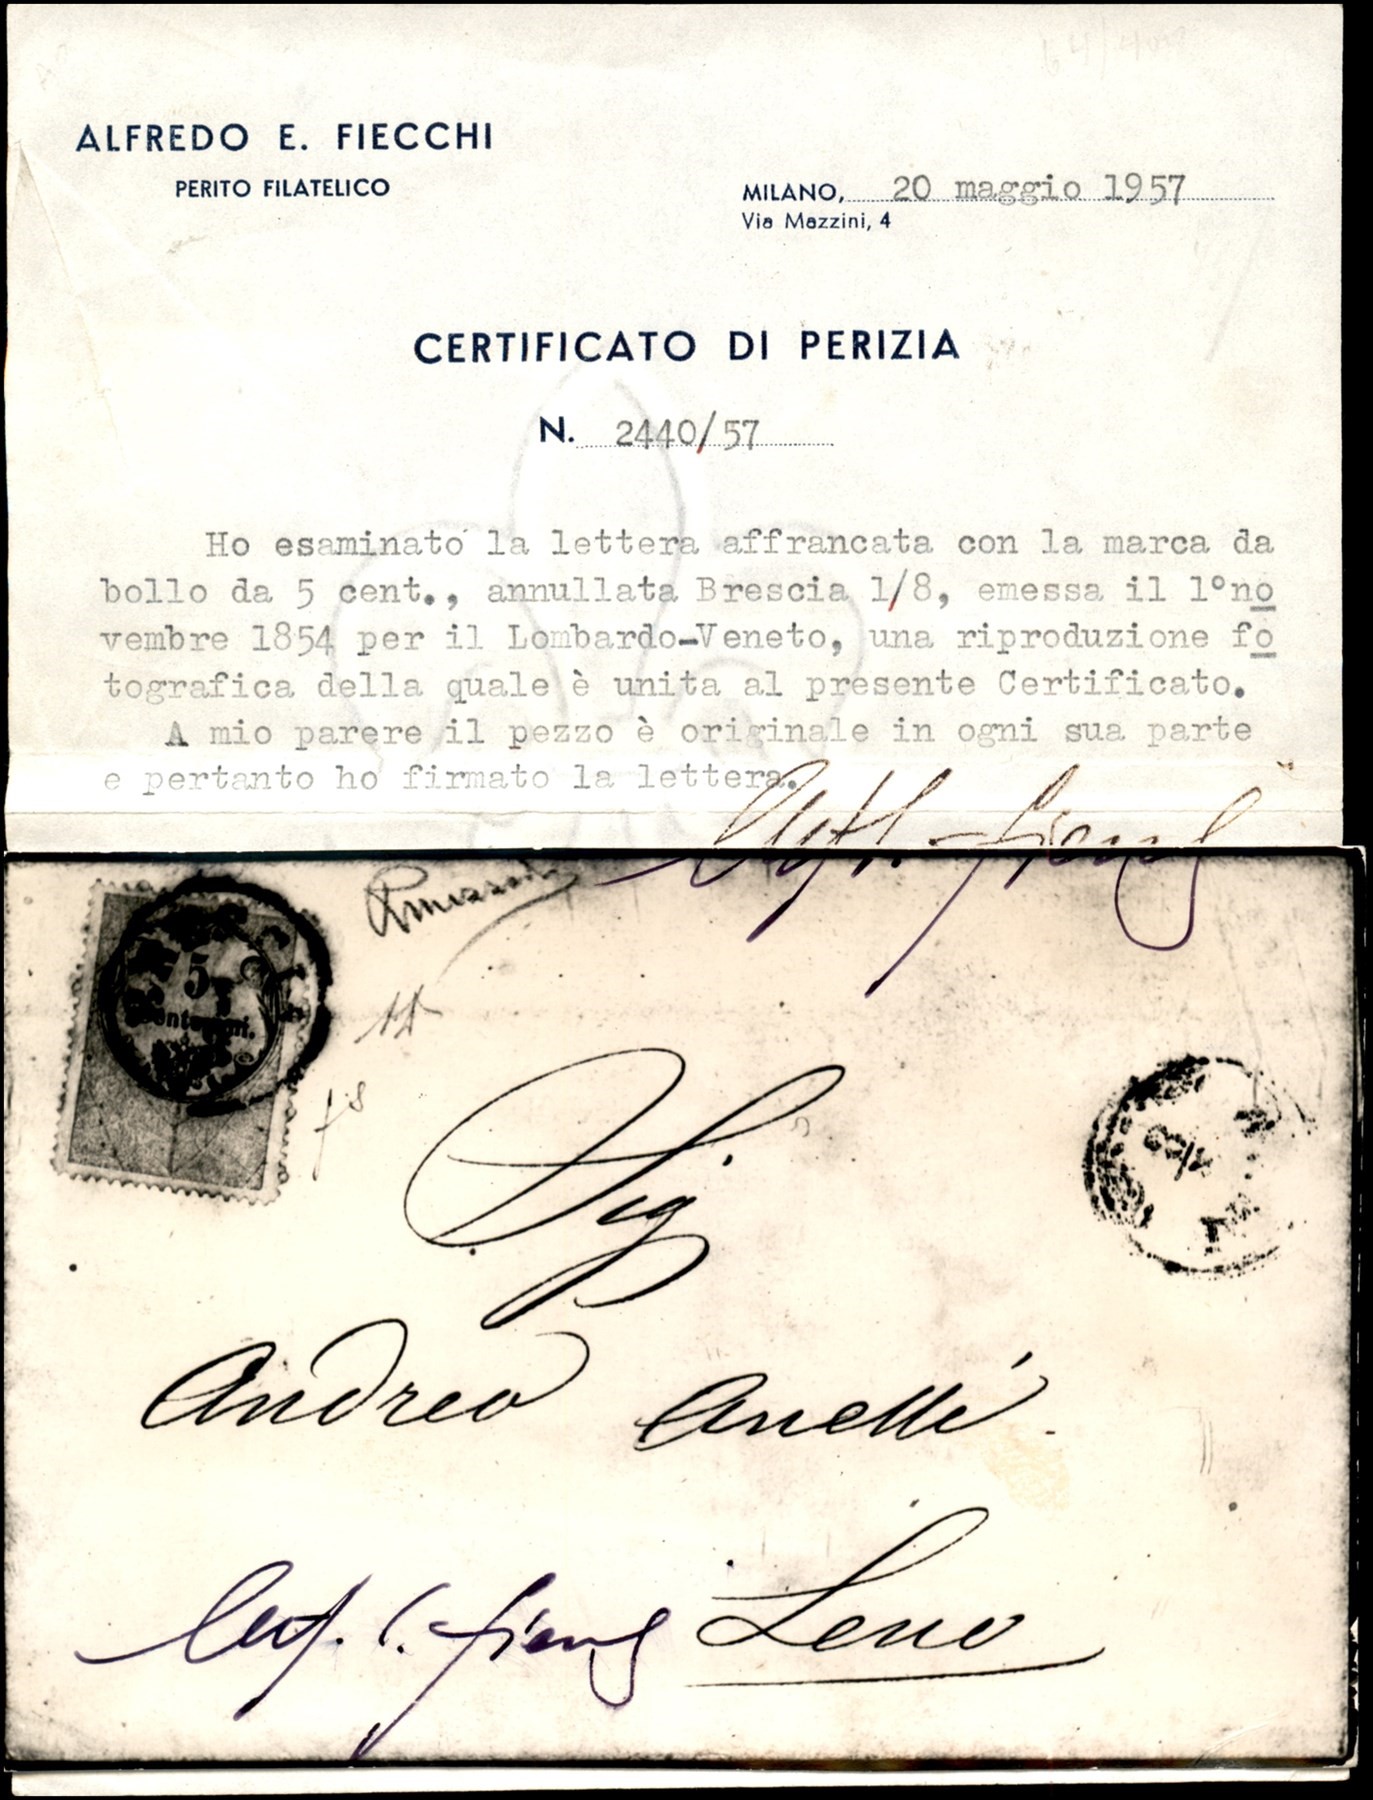 ALFREDO E. FIECCHI
PERITO FILATELICO
MILANO, 20 maggio 1957
Via Mazzini, 4
CERTIFICATO DI PERIZIA
N. 2440/57
Ho esaminato la lettera affrancata con la marca da
bollo da 5 cent., annullata Brescia 1/8, emessa il 1°no
vembre 1854 per il Lombardo-Veneto, una riproduzione fo
tografica della quale è unita al presente Certificato.
A mio parere il pezzo è originale in ogni sua parte
e pertanto ho firmato la lettera.
5
Sig
Andrea Anelli
Leno